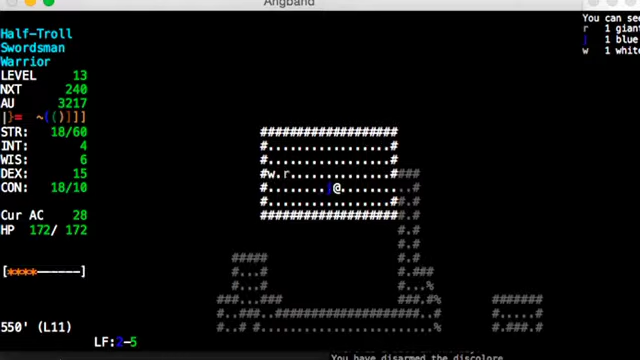 Angband
You can see
r 1 giant
j 1 blue
w 1 white
Half-Troll
Swordsman
Warrior
LEVEL 13
NXT 240
AU 3217
|}= ~(()]]]
STR: 18/60
INT: 4
WIS: 6
DEX: 15
CON: 18/10
Cur AC 28
HP 172/ 172
[****------]
550' (L11)
LF:2-5
###################
#.................#
#.................#
#w.r..............####
#.......j@..........#
#.................#.#
###################.#
You have disarmed the discolore